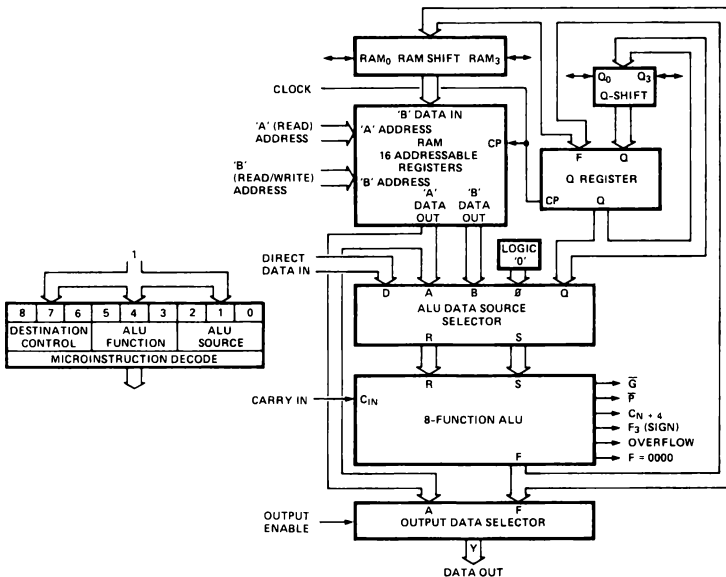 RAM₀ RAM SHIFT RAM₃
Q₀ Q₃
Q-SHIFT
CLOCK
'B' DATA IN
'A' ADDRESS
RAM
16 ADDRESSABLE
REGISTERS
CP
'B' ADDRESS
'A' DATA OUT
'B' DATA OUT
'A' (READ)
ADDRESS
'B'
(READ/WRITE)
ADDRESS
F Q
Q REGISTER
CP Q
LOGIC
'0'
DIRECT
DATA IN
D A B Ø Q
ALU DATA SOURCE
SELECTOR
R S
1
8 7 6 5 4 3 2 1 0
DESTINATION
CONTROL
ALU
FUNCTION
ALU
SOURCE
MICROINSTRUCTION DECODE
R S
CARRY IN
C_IN
8-FUNCTION ALU
F
G̅
P̅
C_N + 4
F₃ (SIGN)
OVERFLOW
F = 0000
OUTPUT
ENABLE
A F
OUTPUT DATA SELECTOR
Y
DATA OUT